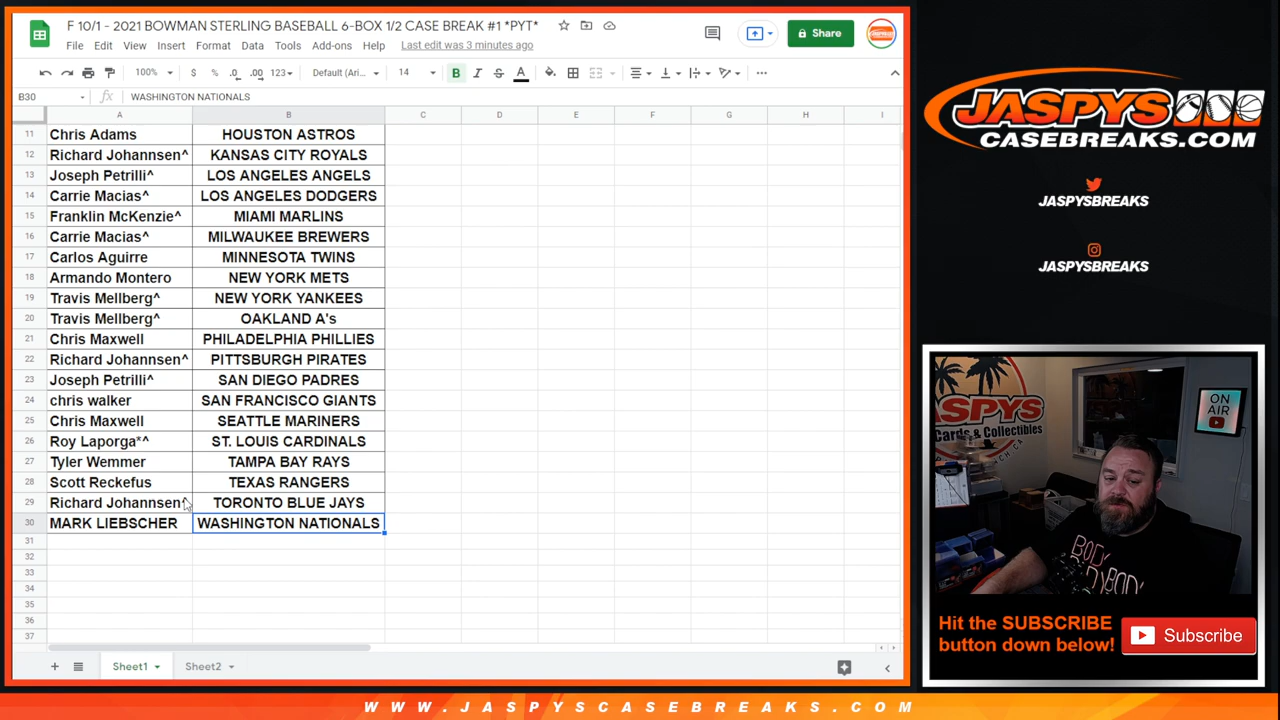 F 10/1 - 2021 BOWMAN STERLING BASEBALL 6-BOX 1/2 CASE BREAK #1 *PYT*
File Edit View Insert Format Data Tools Add-ons Help Last edit was 3 minutes ago
Share
100% $ % .0 .00 123 Default (Ari... 14 B I S A
B30 fx WASHINGTON NATIONALS
A B C D E F G H I
11 Chris Adams HOUSTON ASTROS
12 Richard Johannsen^ KANSAS CITY ROYALS
13 Joseph Petrilli^ LOS ANGELES ANGELS
14 Carrie Macias^ LOS ANGELES DODGERS
15 Franklin McKenzie^ MIAMI MARLINS
16 Carrie Macias^ MILWAUKEE BREWERS
17 Carlos Aguirre MINNESOTA TWINS
18 Armando Montero NEW YORK METS
19 Travis Mellberg^ NEW YORK YANKEES
20 Travis Mellberg^ OAKLAND A's
21 Chris Maxwell PHILADELPHIA PHILLIES
22 Richard Johannsen^ PITTSBURGH PIRATES
23 Joseph Petrilli^ SAN DIEGO PADRES
24 chris walker SAN FRANCISCO GIANTS
25 Chris Maxwell SEATTLE MARINERS
26 Roy Laporga*^ ST. LOUIS CARDINALS
27 Tyler Wemmer TAMPA BAY RAYS
28 Scott Reckefus TEXAS RANGERS
29 Richard Johannsen^ TORONTO BLUE JAYS
30 MARK LIEBSCHER WASHINGTON NATIONALS
31
32
33
34
35
36
37
Sheet1 Sheet2
JASPYS
CASEBREAKS.COM
JASPYSBREAKS
JASPYSBREAKS
JASPYS
Cards & Collectibles
ON
AIR
BODY
Hit the SUBSCRIBE
button down below!
Subscribe
WWW.JASPYSCASEBREAKS.COM